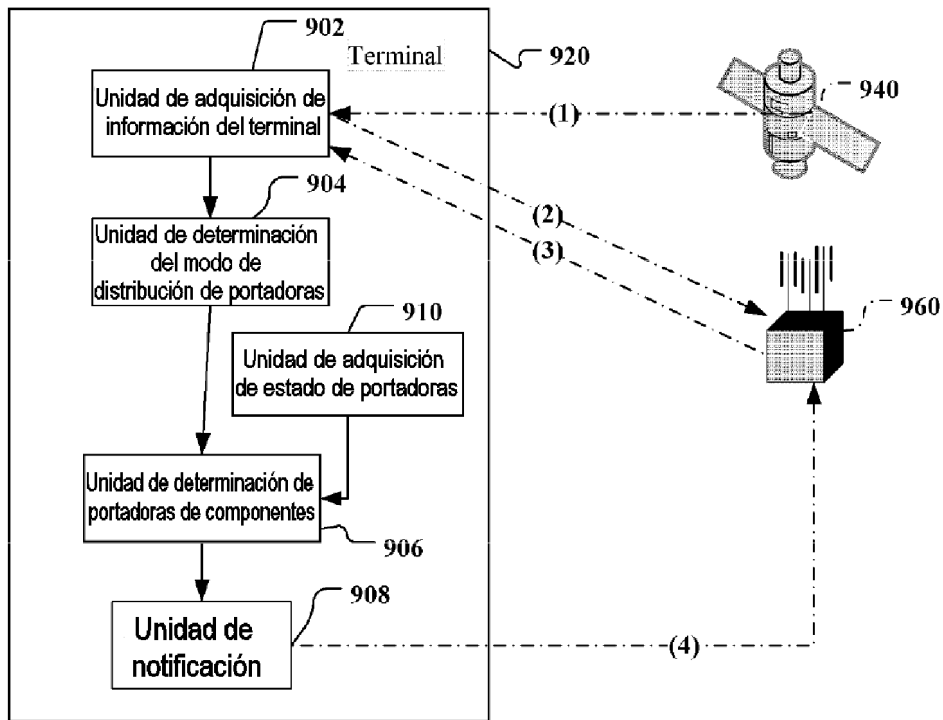 902
Terminal
920
Unidad de adquisición de
información del terminal
(1)
940
904
Unidad de determinación
del modo de
distribución de portadoras
(2)
(3)
910
960
Unidad de adquisición
de estado de portadoras
Unidad de determinación de
portadoras de componentes
906
908
Unidad de
notificación
(4)